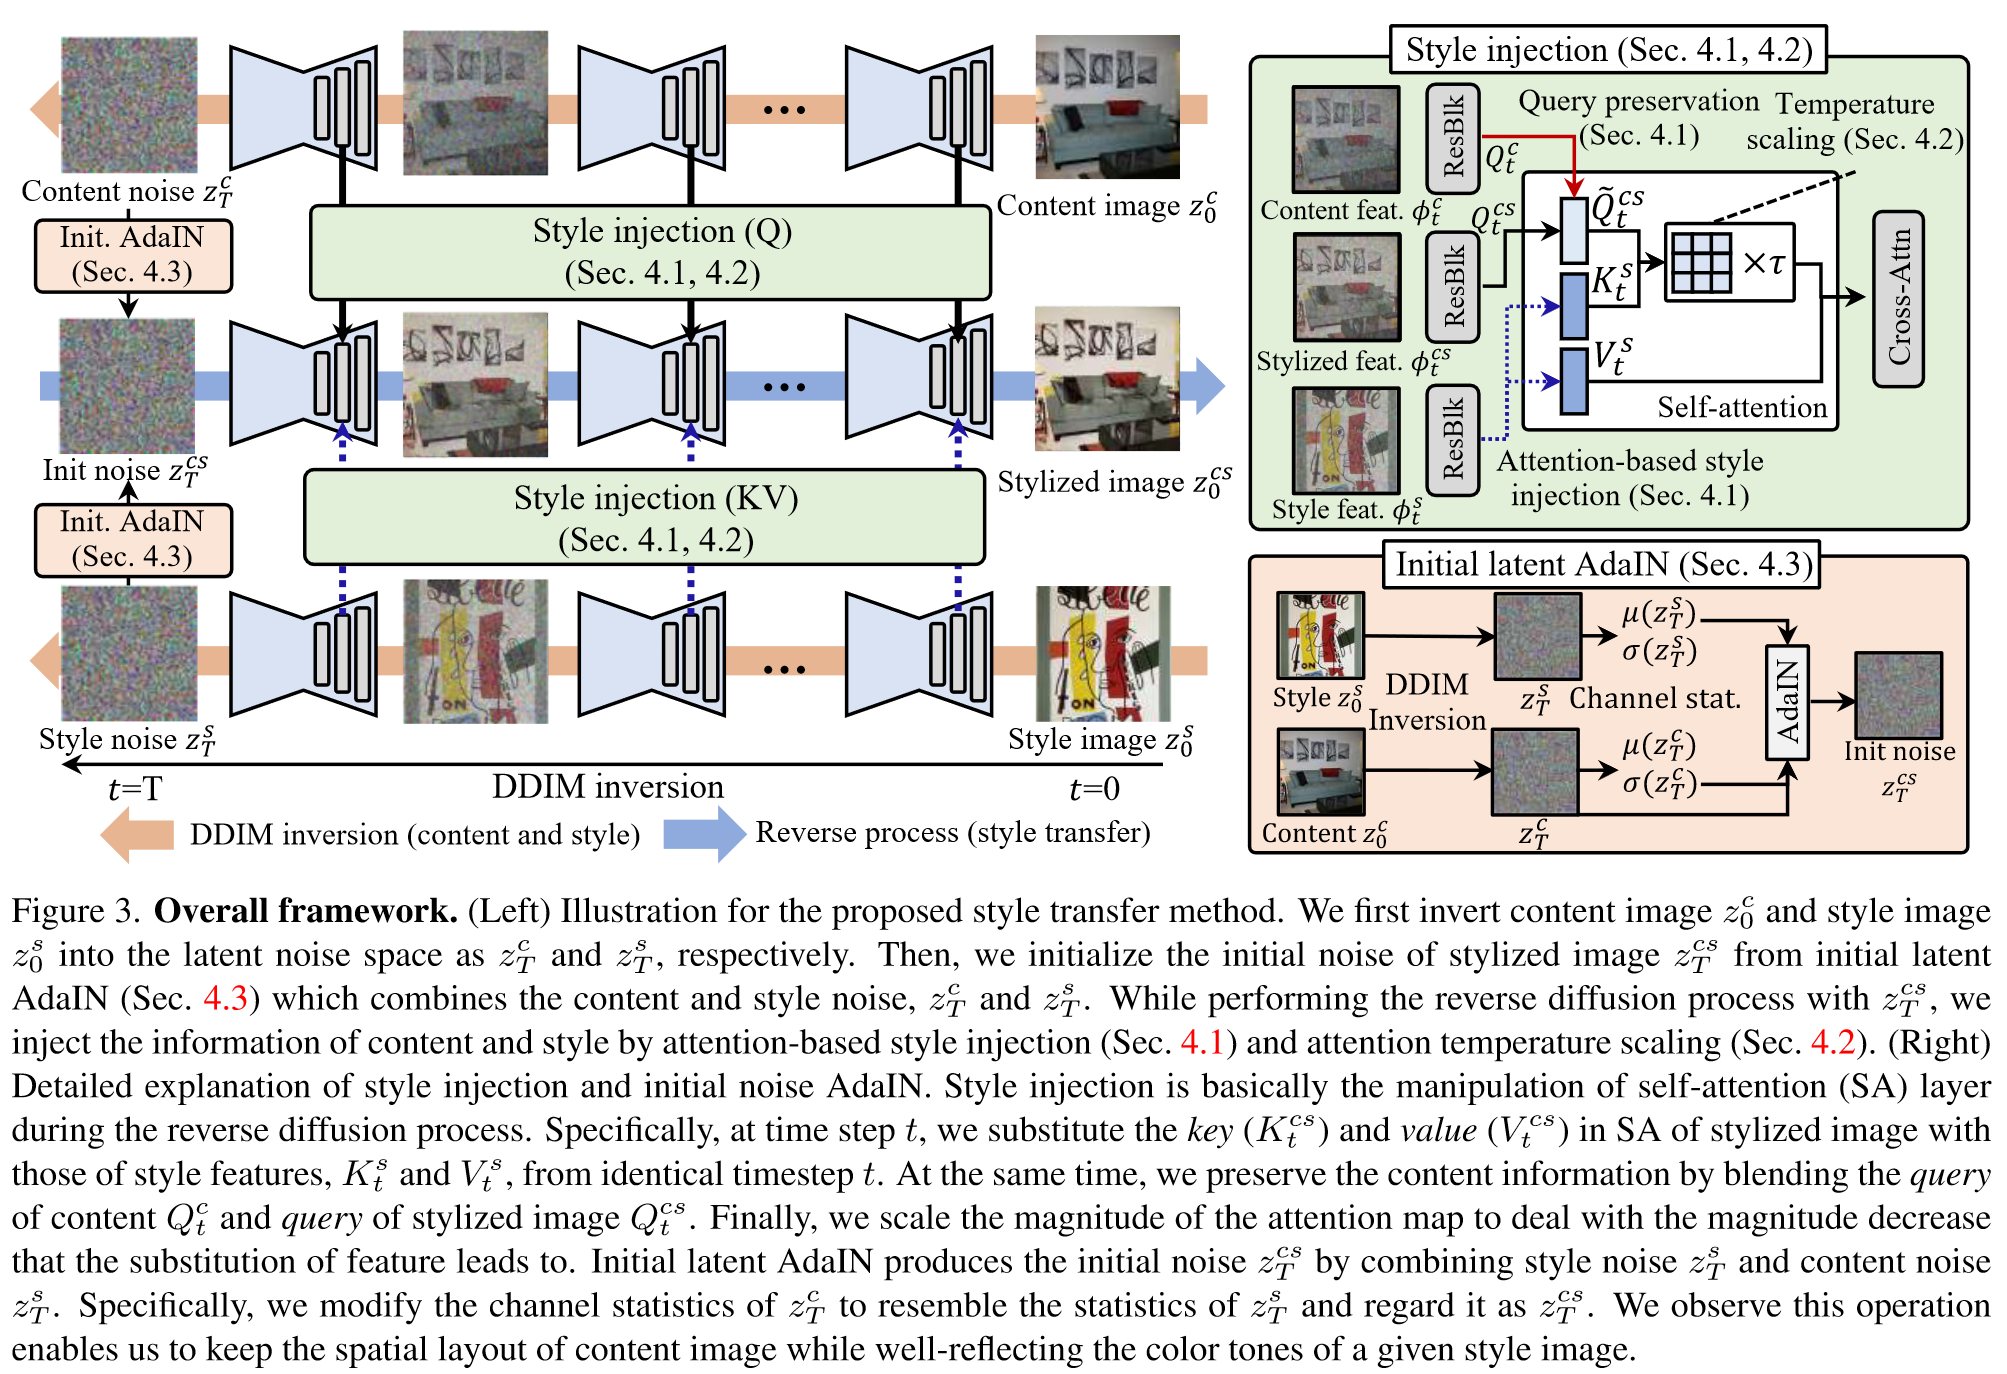 Content noise z_T^c
Init. AdaIN
(Sec. 4.3)
Init noise z_T^cs
Init. AdaIN
(Sec. 4.3)
Style noise z_T^s
Style injection (Q)
(Sec. 4.1, 4.2)
Style injection (KV)
(Sec. 4.1, 4.2)
...
...
...
Content image z_0^c
Stylized image z_0^cs
Style image z_0^s
t=T
DDIM inversion
t=0
DDIM inversion (content and style)
Reverse process (style transfer)
Style injection (Sec. 4.1, 4.2)
Content feat. ϕ_t^c
Stylized feat. ϕ_t^cs
Style feat. ϕ_t^s
ResBlk
ResBlk
ResBlk
Query preservation
(Sec. 4.1)
Temperature
scaling (Sec. 4.2)
Q_t^c
Q_t^cs
Q̃_t^cs
K_t^s
V_t^s
×τ
Self-attention
Cross-Attn
Attention-based style
injection (Sec. 4.1)
Initial latent AdaIN (Sec. 4.3)
Style z_0^s
DDIM
Inversion
z_T^s
μ(z_T^s)
σ(z_T^s)
Channel stat.
Content z_0^c
z_T^c
μ(z_T^c)
σ(z_T^c)
AdaIN
Init noise
z_T^cs
Figure 3. Overall framework. (Left) Illustration for the proposed style transfer method. We first invert content image z_0^c and style image
z_0^s into the latent noise space as z_T^c and z_T^s, respectively. Then, we initialize the initial noise of stylized image z_T^cs from initial latent
AdaIN (Sec. 4.3) which combines the content and style noise, z_T^c and z_T^s. While performing the reverse diffusion process with z_T^cs, we
inject the information of content and style by attention-based style injection (Sec. 4.1) and attention temperature scaling (Sec. 4.2). (Right)
Detailed explanation of style injection and initial noise AdaIN. Style injection is basically the manipulation of self-attention (SA) layer
during the reverse diffusion process. Specifically, at time step t, we substitute the key (K_t^cs) and value (V_t^cs) in SA of stylized image with
those of style features, K_t^s and V_t^s, from identical timestep t. At the same time, we preserve the content information by blending the query
of content Q_t^c and query of stylized image Q_t^cs. Finally, we scale the magnitude of the attention map to deal with the magnitude decrease
that the substitution of feature leads to. Initial latent AdaIN produces the initial noise z_T^cs by combining style noise z_T^s and content noise
z_T^s. Specifically, we modify the channel statistics of z_T^c to resemble the statistics of z_T^s and regard it as z_T^cs. We observe this operation
enables us to keep the spatial layout of content image while well-reflecting the color tones of a given style image.